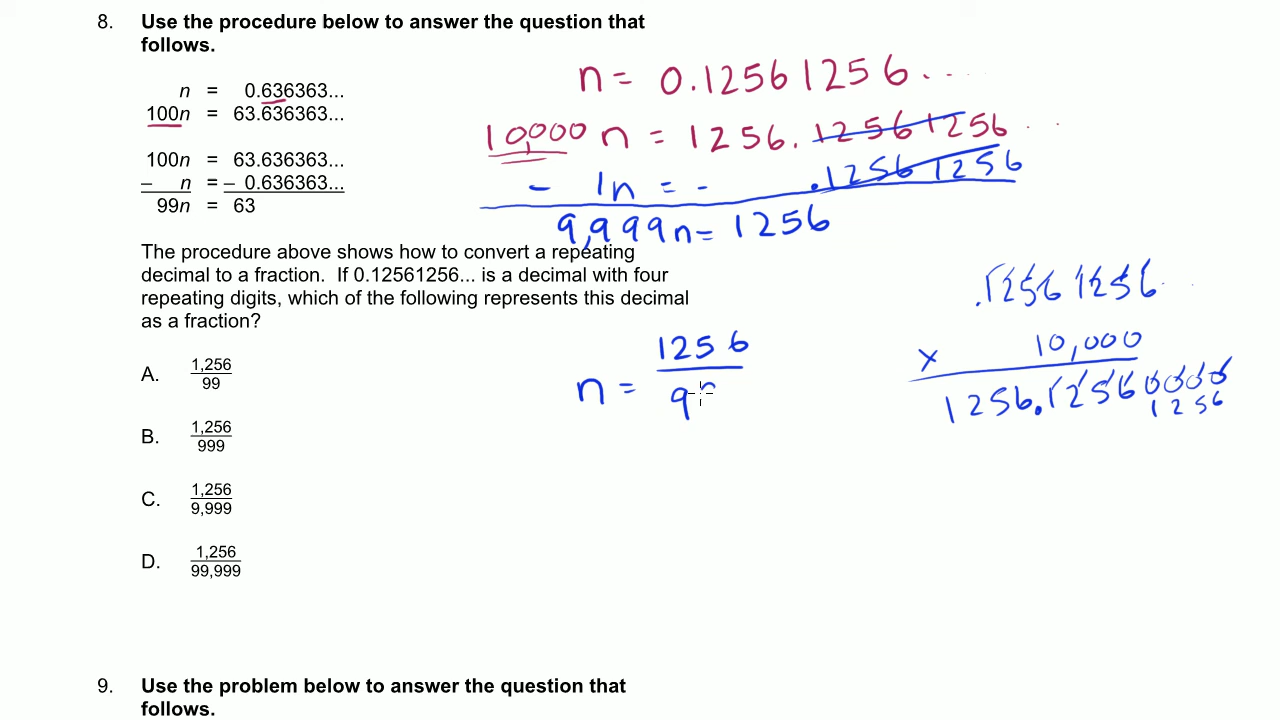 8. Use the procedure below to answer the question that
follows.
n = 0.636363...
100n = 63.636363...
100n = 63.636363...
– n = – 0.636363...
99n = 63
The procedure above shows how to convert a repeating
decimal to a fraction. If 0.12561256... is a decimal with four
repeating digits, which of the following represents this decimal
as a fraction?
A. 1,256
99
B. 1,256
999
C. 1,256
9,999
D. 1,256
99,999
n = 0.12561256...
10,000 n = 1256.12561256...
- 1n = - .12561256
9,999n = 1256
n = 1256
9
.12561256
x 10,000
1256.12560000
1256
9. Use the problem below to answer the question that
follows.